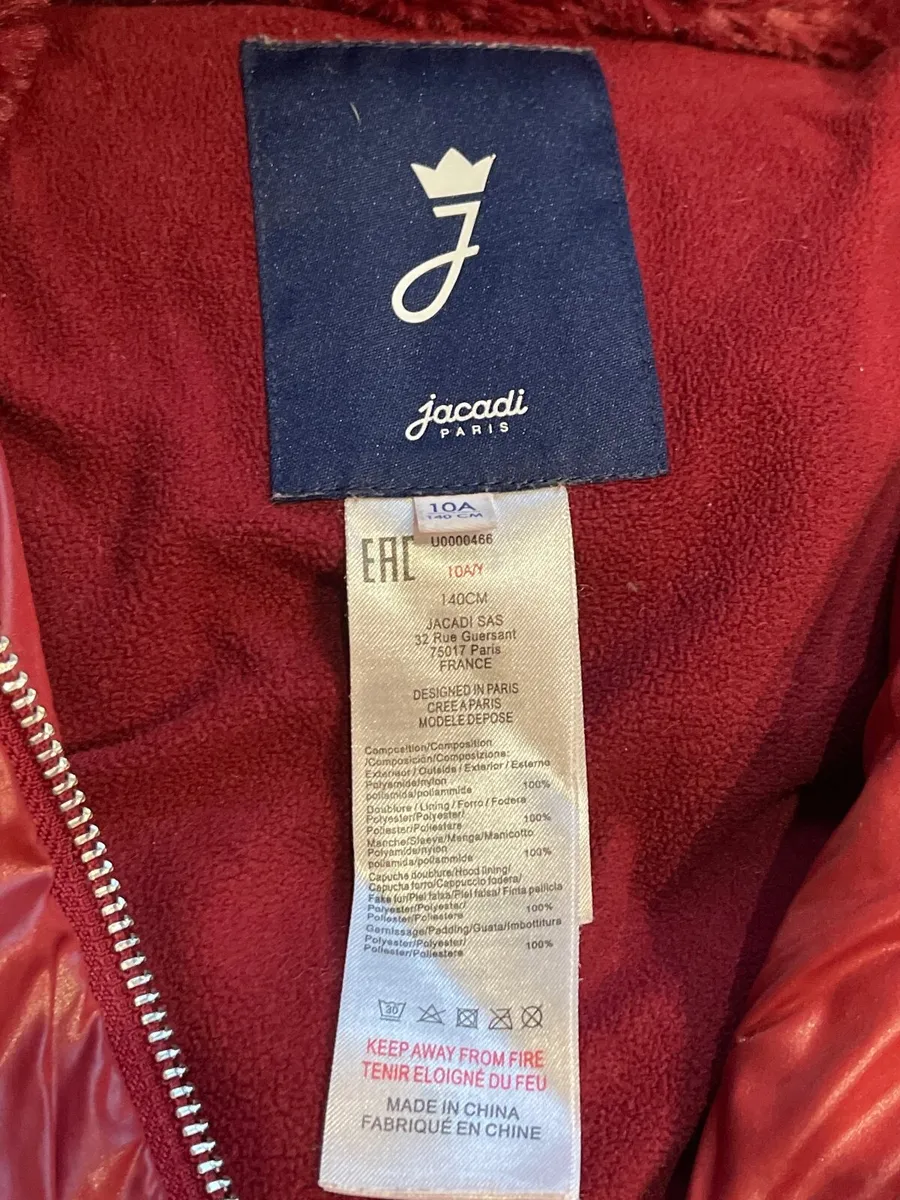 J
jacadi
PARIS
10A
140 CM
EAC
U0000466
10A/Y
140CM
JACADI SAS
32 Rue Guersant
75017 Paris
FRANCE
DESIGNED IN PARIS
CREE A PARIS
MODELE DEPOSE
Composition/Composition
/Composición/Composizione:
Exterieur / Outside / Exterior / Esterno
Polyamide/nylon
poliamida/poliammide 100%
Doublure / Lining / Forro / Fodera
Polyester/Polyester/
Poliester/Poliestere 100%
Manche/Sleeve/Manga/Manicotto
Polyamide/nylon
poliamida/poliammide 100%
Capuche doublure/Hood lining/
Capucha forro/Cappuccio fodera/
Fake fur/Piel falsa/Piel falsa/ Finta pelliccia
Polyester/Polyester/
Poliester/Poliestere 100%
Garnissage/Padding/Guata/Imbottitura
Polyester/Polyester/
Poliester/Poliestere 100%
30
KEEP AWAY FROM FIRE
TENIR ELOIGNÉ DU FEU
MADE IN CHINA
FABRIQUÉ EN CHINE